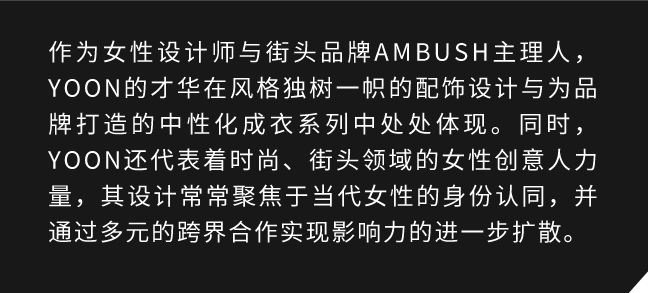 作为女性设计师与街头品牌AMBUSH主理人，
YOON的才华在风格独树一帜的配饰设计与为品
牌打造的中性化成衣系列中处处体现。同时，
YOON还代表着时尚、街头领域的女性创意人力
量，其设计常常聚焦于当代女性的身份认同，并
通过多元的跨界合作实现影响力的进一步扩散。